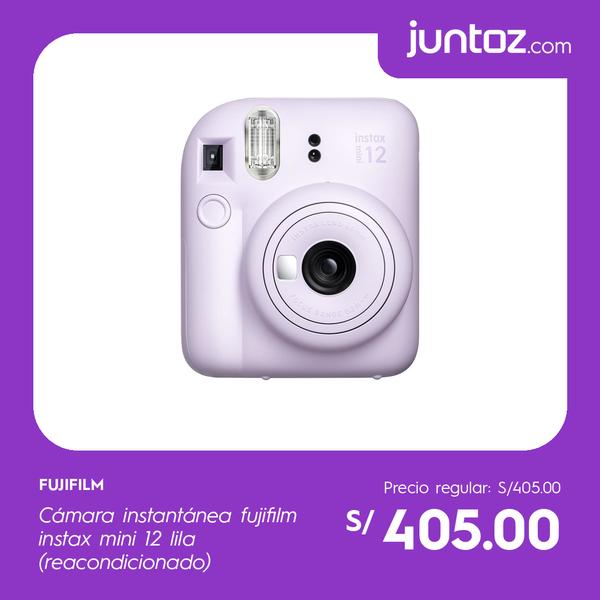 juntoz.com
instax
mini 12
FUJIFILM
Cámara instantánea fujifilm
instax mini 12 lila
(reacondicionado)
Precio regular: S/405.00
S/ 405.00